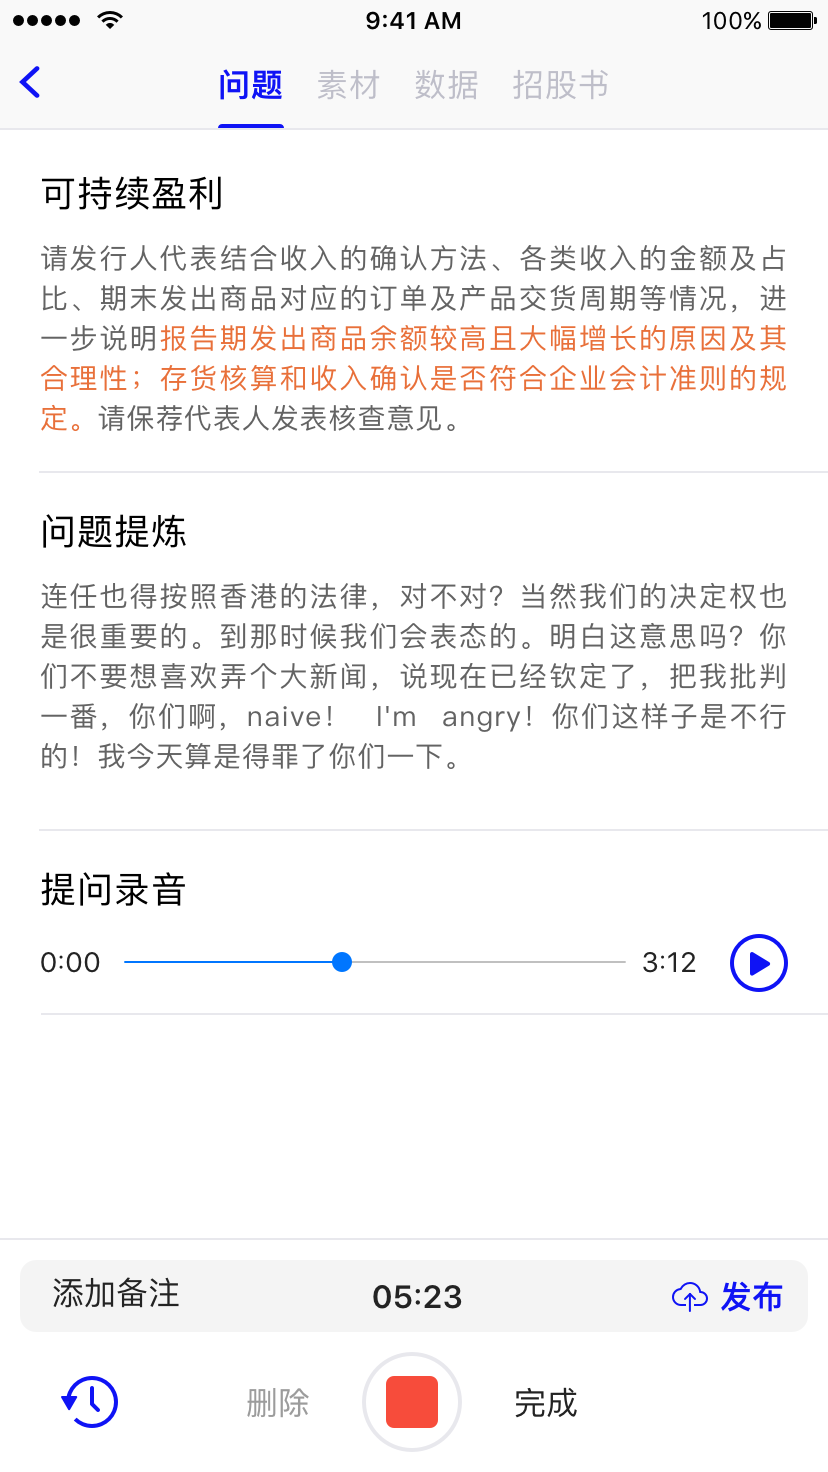 9:41 AM
100%
问题 素材 数据 招股书
可持续盈利
请发行人代表结合收入的确认方法、各类收入的金额及占
比、期末发出商品对应的订单及产品交货周期等情况，进
一步说明报告期发出商品余额较高且大幅增长的原因及其
合理性；存货核算和收入确认是否符合企业会计准则的规
定。请保荐代表人发表核查意见。
问题提炼
连任也得按照香港的法律，对不对？当然我们的决定权也
是很重要的。到那时候我们会表态的。明白这意思吗？你
们不要想喜欢弄个大新闻，说现在已经钦定了，把我批判
一番，你们啊，naive！ I'm angry！你们这样子是不行
的！我今天算是得罪了你们一下。
提问录音
0:00 3:12
添加备注 05:23 发布
删除 完成